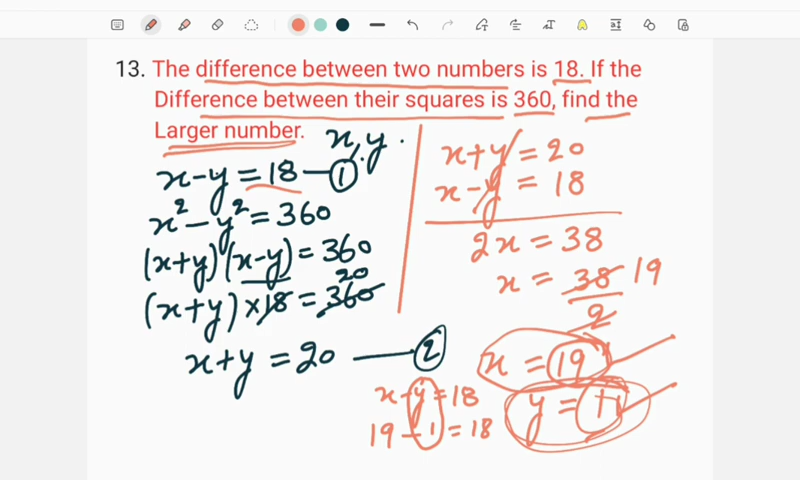 13. The difference between two numbers is 18. If the
Difference between their squares is 360, find the
Larger number.
x, y.
x-y=18—①
x²-y²=360
(x+y)(x-y)=360
20
(x+y)×18=360
x+y=20—②
x+y=20
x-y=18
2x=38
x=38/2 19
x=19
y=+1
x-y=18
19-1=18